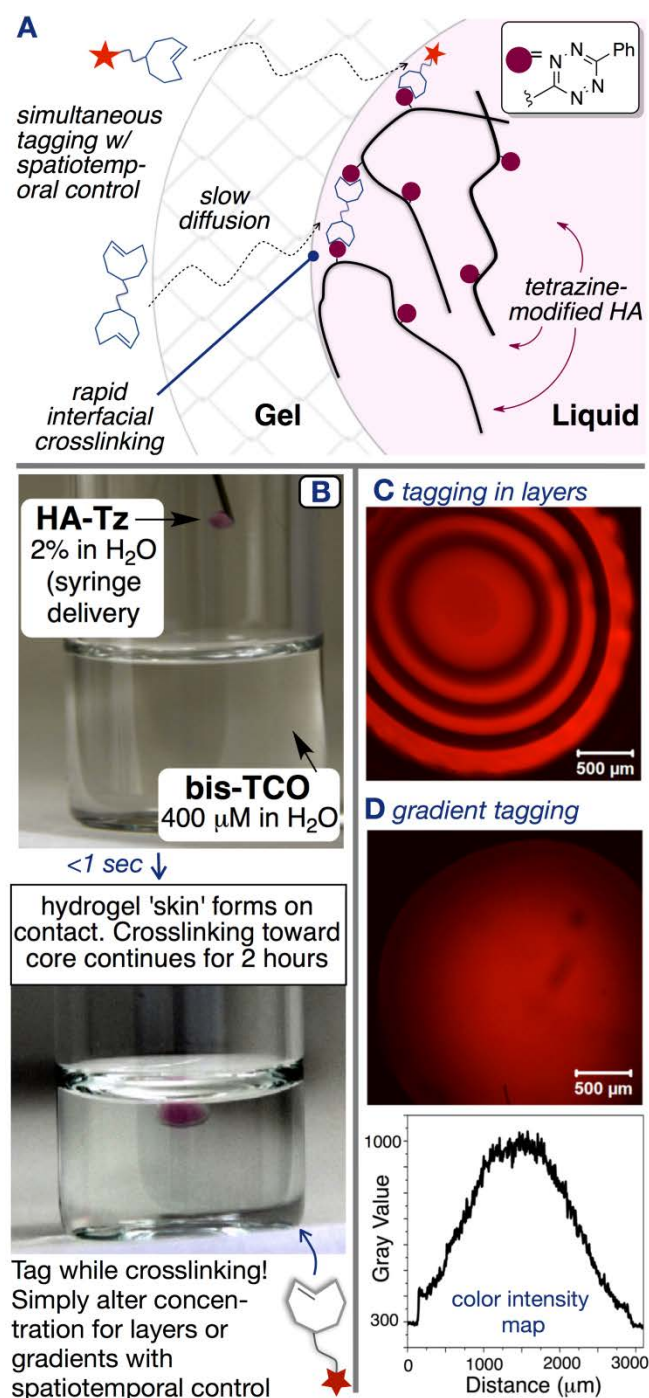 A
simultaneous
tagging w/
spatiotemp-
oral control
slow
diffusion
rapid
interfacial
crosslinking
Gel
Liquid
tetrazine-
modified HA
N
N
N
N
Ph
B
HA-Tz
2% in H₂O
(syringe
delivery
bis-TCO
400 μM in H₂O
<1 sec
hydrogel 'skin' forms on
contact. Crosslinking toward
core continues for 2 hours
Tag while crosslinking!
Simply alter concen-
tration for layers or
gradients with
spatiotemporal control
C tagging in layers
500 μm
D gradient tagging
500 μm
1000
Gray Value
300
color intensity
map
0 1000 2000 3000
Distance (μm)